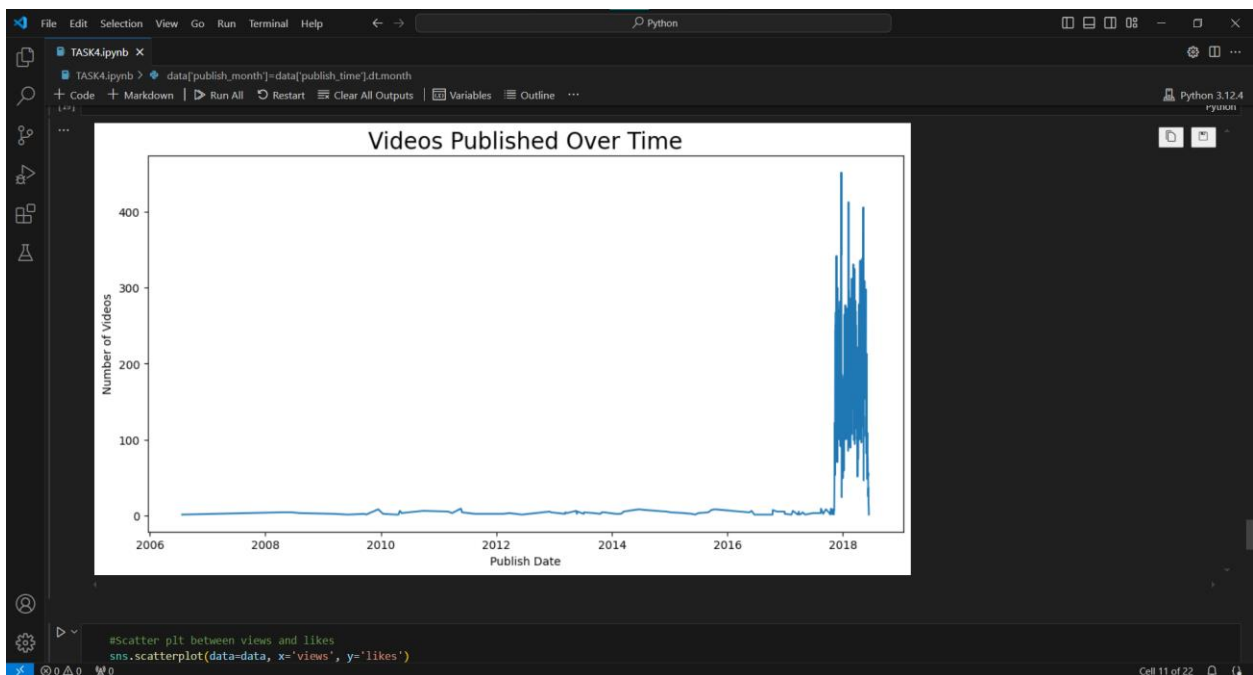 File Edit Selection View Go Run Terminal Help
Python
TASK4.ipynb
TASK4.ipynb > data['publish_month']=data['publish_time'].dt.month
+ Code + Markdown | Run All Restart Clear All Outputs | Variables Outline ...
Python 3.12.4
Python
Videos Published Over Time
Number of Videos
400
300
200
100
0
2006 2008 2010 2012 2014 2016 2018
Publish Date
#Scatter plt between views and likes
sns.scatterplot(data=data, x='views', y='likes')
0 0 0
Cell 11 of 22